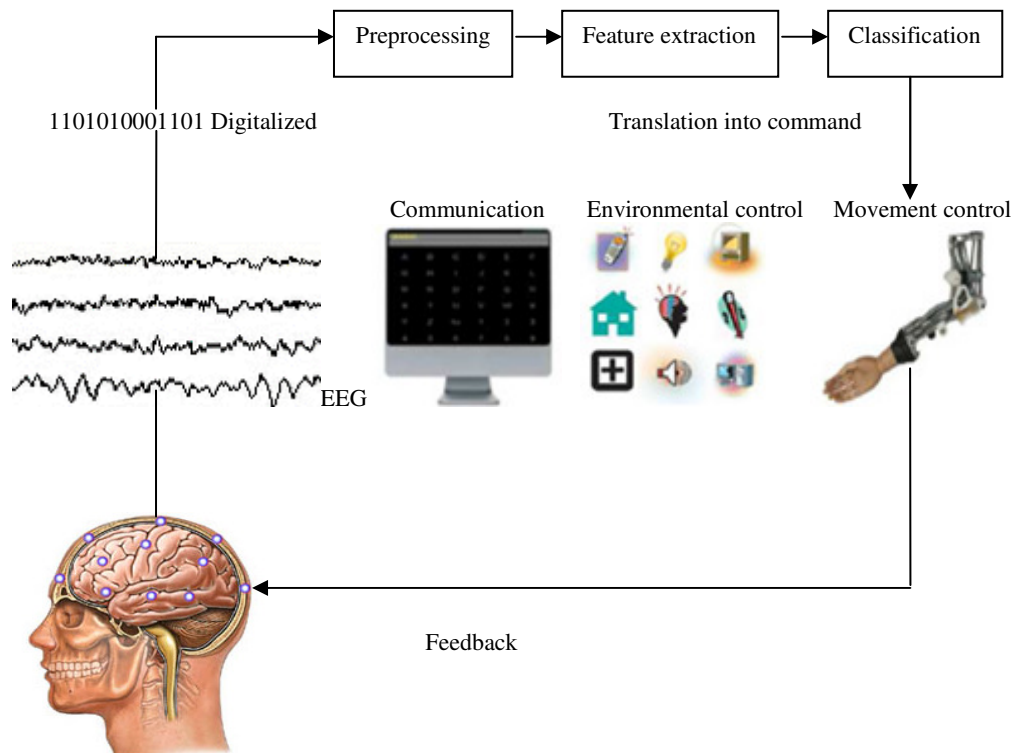 Preprocessing
Feature extraction
Classification
1101010001101 Digitalized
Translation into command
Communication
Environmental control
Movement control
EEG
Feedback